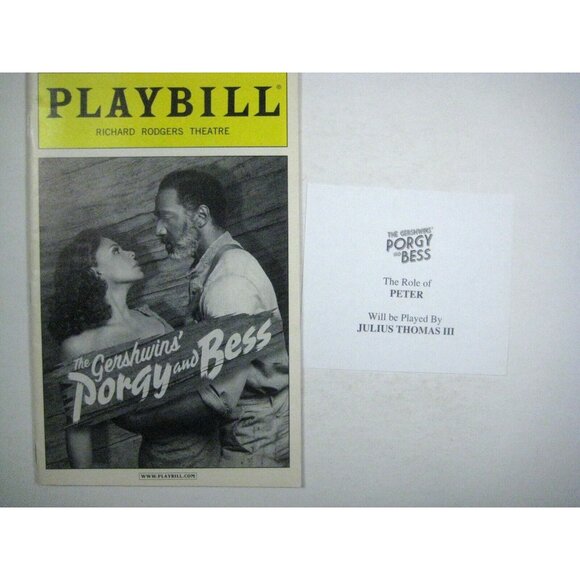 PLAYBILL®
RICHARD RODGERS THEATRE
The Gershwins'
Porgy and Bess
WWW.PLAYBILL.COM
THE GERSHWINS'
PORGY
AND BESS
The Role of
PETER
Will be Played By
JULIUS THOMAS III